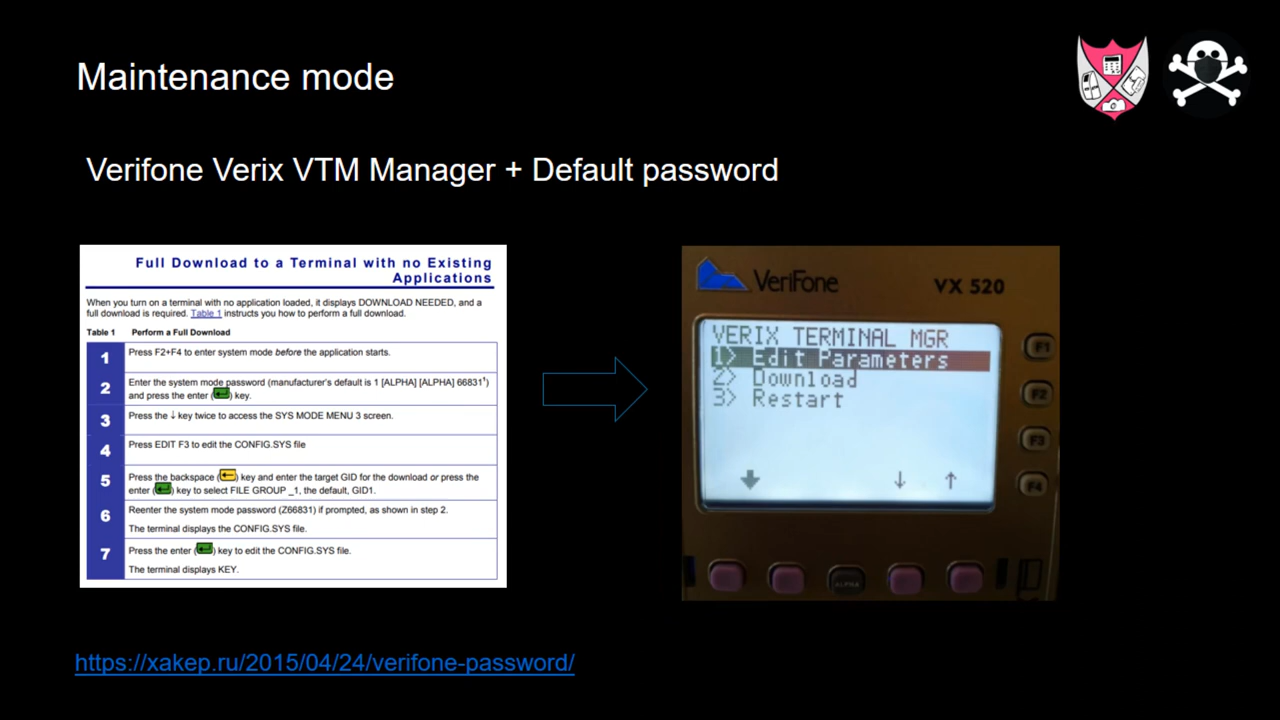 Maintenance mode
Verifone Verix VTM Manager + Default password
Full Download to a Terminal with no Existing
Applications
When you turn on a terminal with no application loaded, it displays DOWNLOAD NEEDED, and a
full download is required. Table 1 instructs you how to perform a full download.
Table 1 Perform a Full Download
1 Press F2+F4 to enter system mode before the application starts.
2 Enter the system mode password (manufacturer's default is 1 [ALPHA] [ALPHA] 66831¹)
and press the enter ( ) key.
3 Press the ↓ key twice to access the SYS MODE MENU 3 screen.
4 Press EDIT F3 to edit the CONFIG.SYS file
5 Press the backspace ( ) key and enter the target GID for the download or press the
enter ( ) key to select FILE GROUP _1, the default, GID1.
6 Reenter the system mode password (Z66831) if prompted, as shown in step 2.
The terminal displays the CONFIG.SYS file.
7 Press the enter ( ) key to edit the CONFIG.SYS file.
The terminal displays KEY.
VeriFone VX 520
VERIX TERMINAL MGR
1> Edit Parameters
2> Download
3> Restart
F1
F2
F3
F4
ALPHA
https://xakep.ru/2015/04/24/verifone-password/